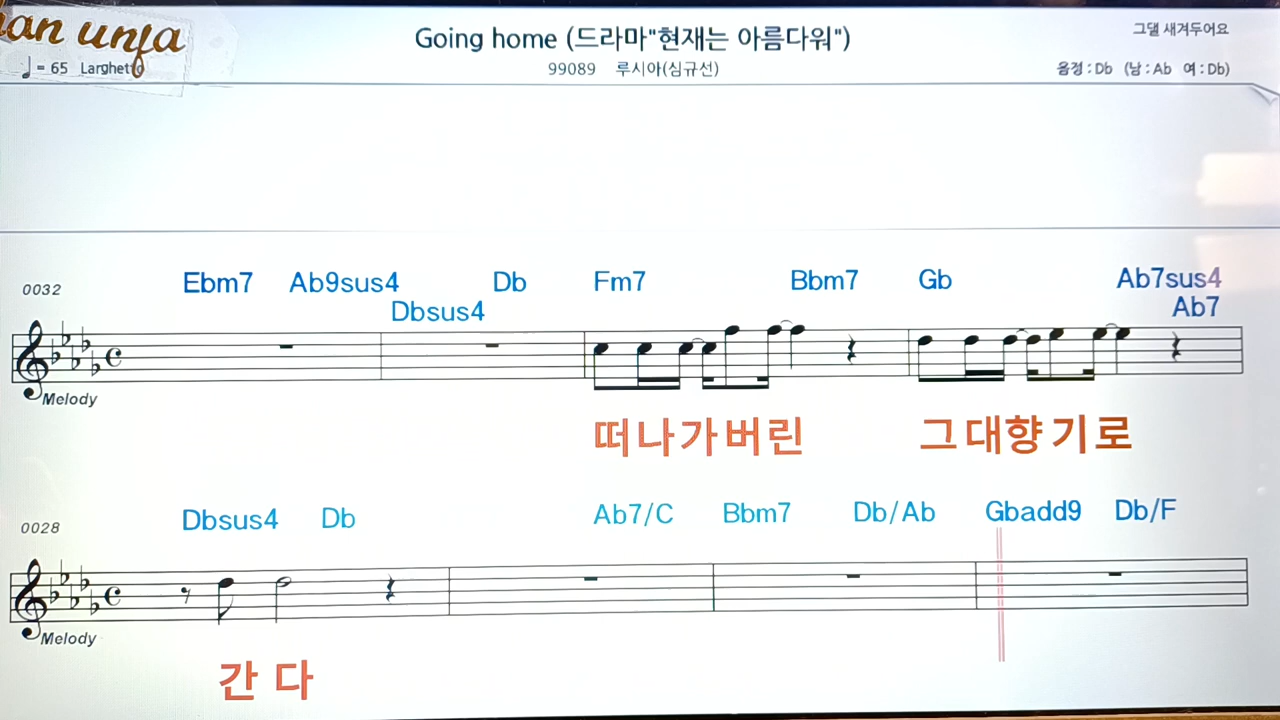 Going home (드라마"현재는 아름다워")
그댈 새겨두어요
♩= 65 Larghetto
99089 루시아(심규선)
음정 : Db (남 : Ab 여 : Db)
0032
Ebm7 Ab9sus4 Db Fm7 Bbm7 Gb Ab7sus4
Dbsus4 Ab7
Melody
떠나가버린 그대향기로
0028
Dbsus4 Db Ab7/C Bbm7 Db/Ab Gbadd9 Db/F
Melody
간다